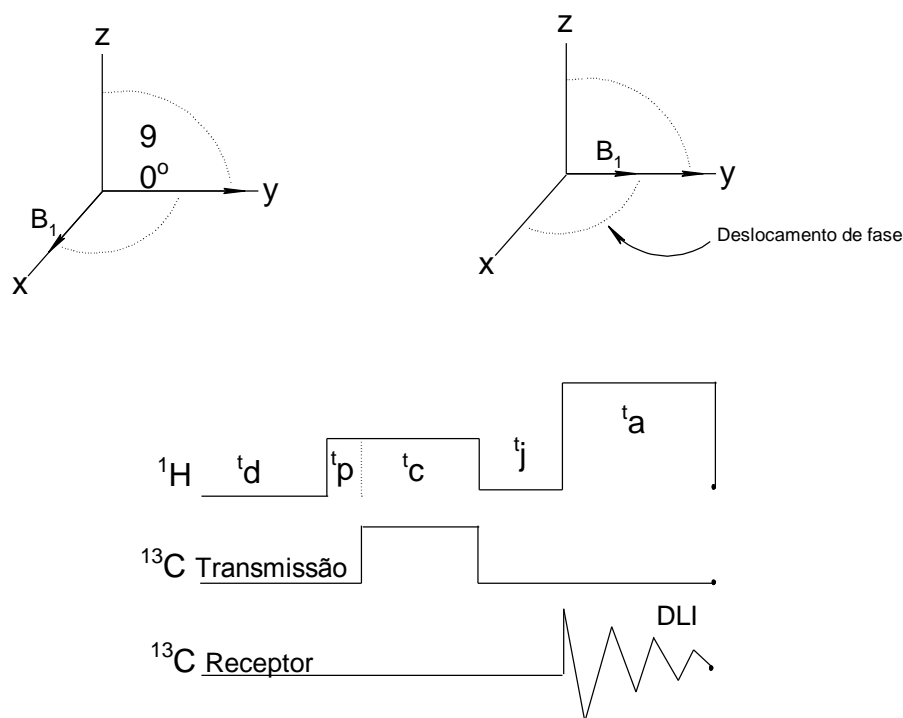 z
9
0º
y
B₁
x
z
B₁
y
x
Deslocamento de fase
¹H
ᵗd
ᵗp
ᵗc
ᵗj
ᵗa
¹³C Transmissão
DLI
¹³C Receptor